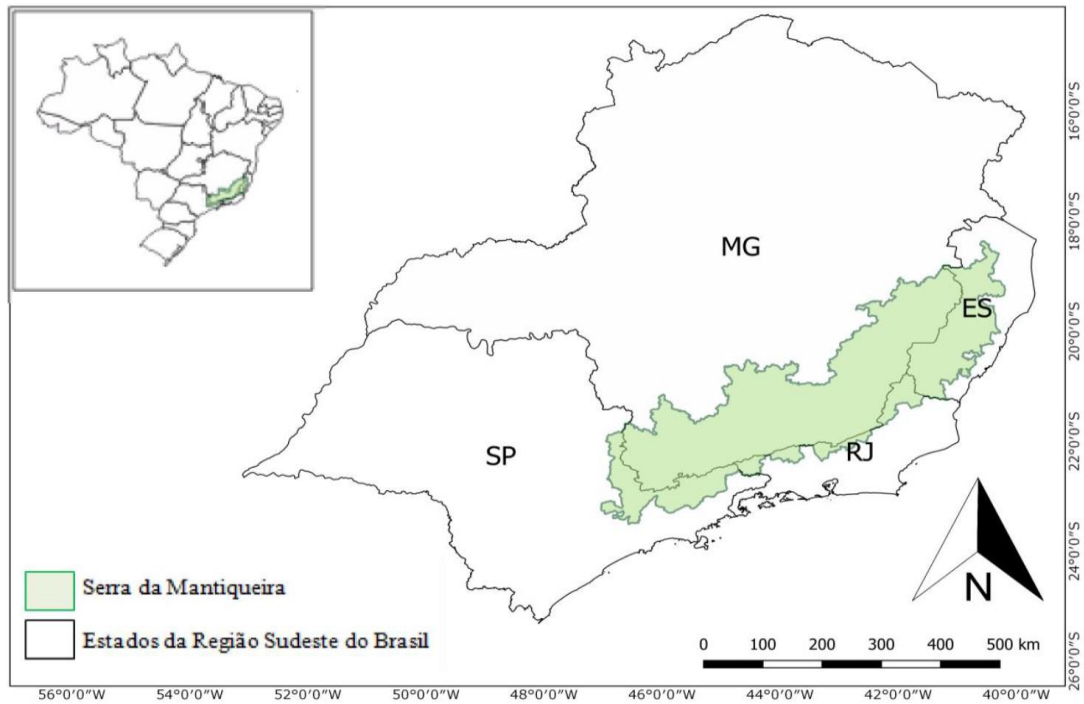 MG
ES
SP
RJ
N
Serra da Mantiqueira
Estados da Região Sudeste do Brasil
0 100 200 300 400 500 km
16°0'0"S
18°0'0"S
20°0'0"S
22°0'0"S
24°0'0"S
26°0'0"S
56°0'0"W 54°0'0"W 52°0'0"W 50°0'0"W 48°0'0"W 46°0'0"W 44°0'0"W 42°0'0"W 40°0'0"W